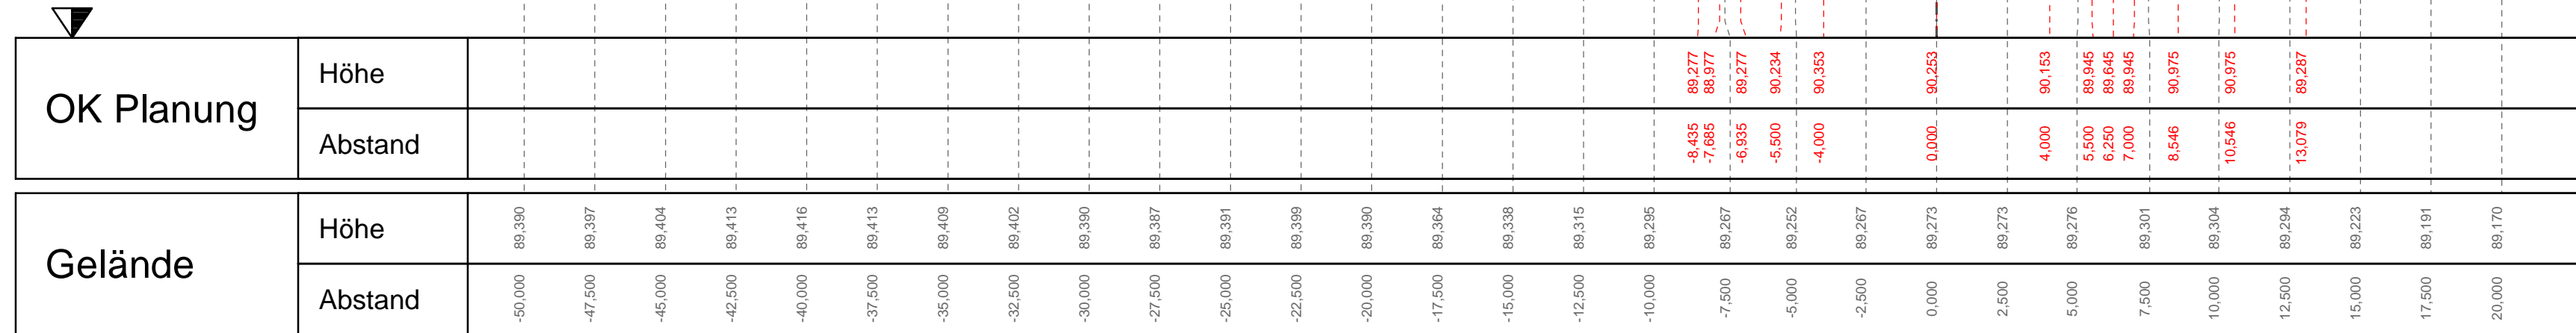 OK Planung
Höhe
89,277 88,977 89,277 90,234 90,353 90,253 90,153 89,945 89,645 89,945 90,975 90,975 89,287
Abstand
-8,435 -7,685 -6,935 -5,500 -4,000 0,000 4,000 5,500 6,250 7,000 8,546 10,546 13,079
Gelände
Höhe
89,390 89,397 89,404 89,413 89,416 89,413 89,409 89,402 89,390 89,387 89,391 89,399 89,390 89,364 89,338 89,315 89,295 89,267 89,252 89,267 89,273 89,273 89,276 89,301 89,304 89,294 89,223 89,191 89,170
Abstand
-50,000 -47,500 -45,000 -42,500 -40,000 -37,500 -35,000 -32,500 -30,000 -27,500 -25,000 -22,500 -20,000 -17,500 -15,000 -12,500 -10,000 -7,500 -5,000 -2,500 0,000 2,500 5,000 7,500 10,000 12,500 15,000 17,500 20,000